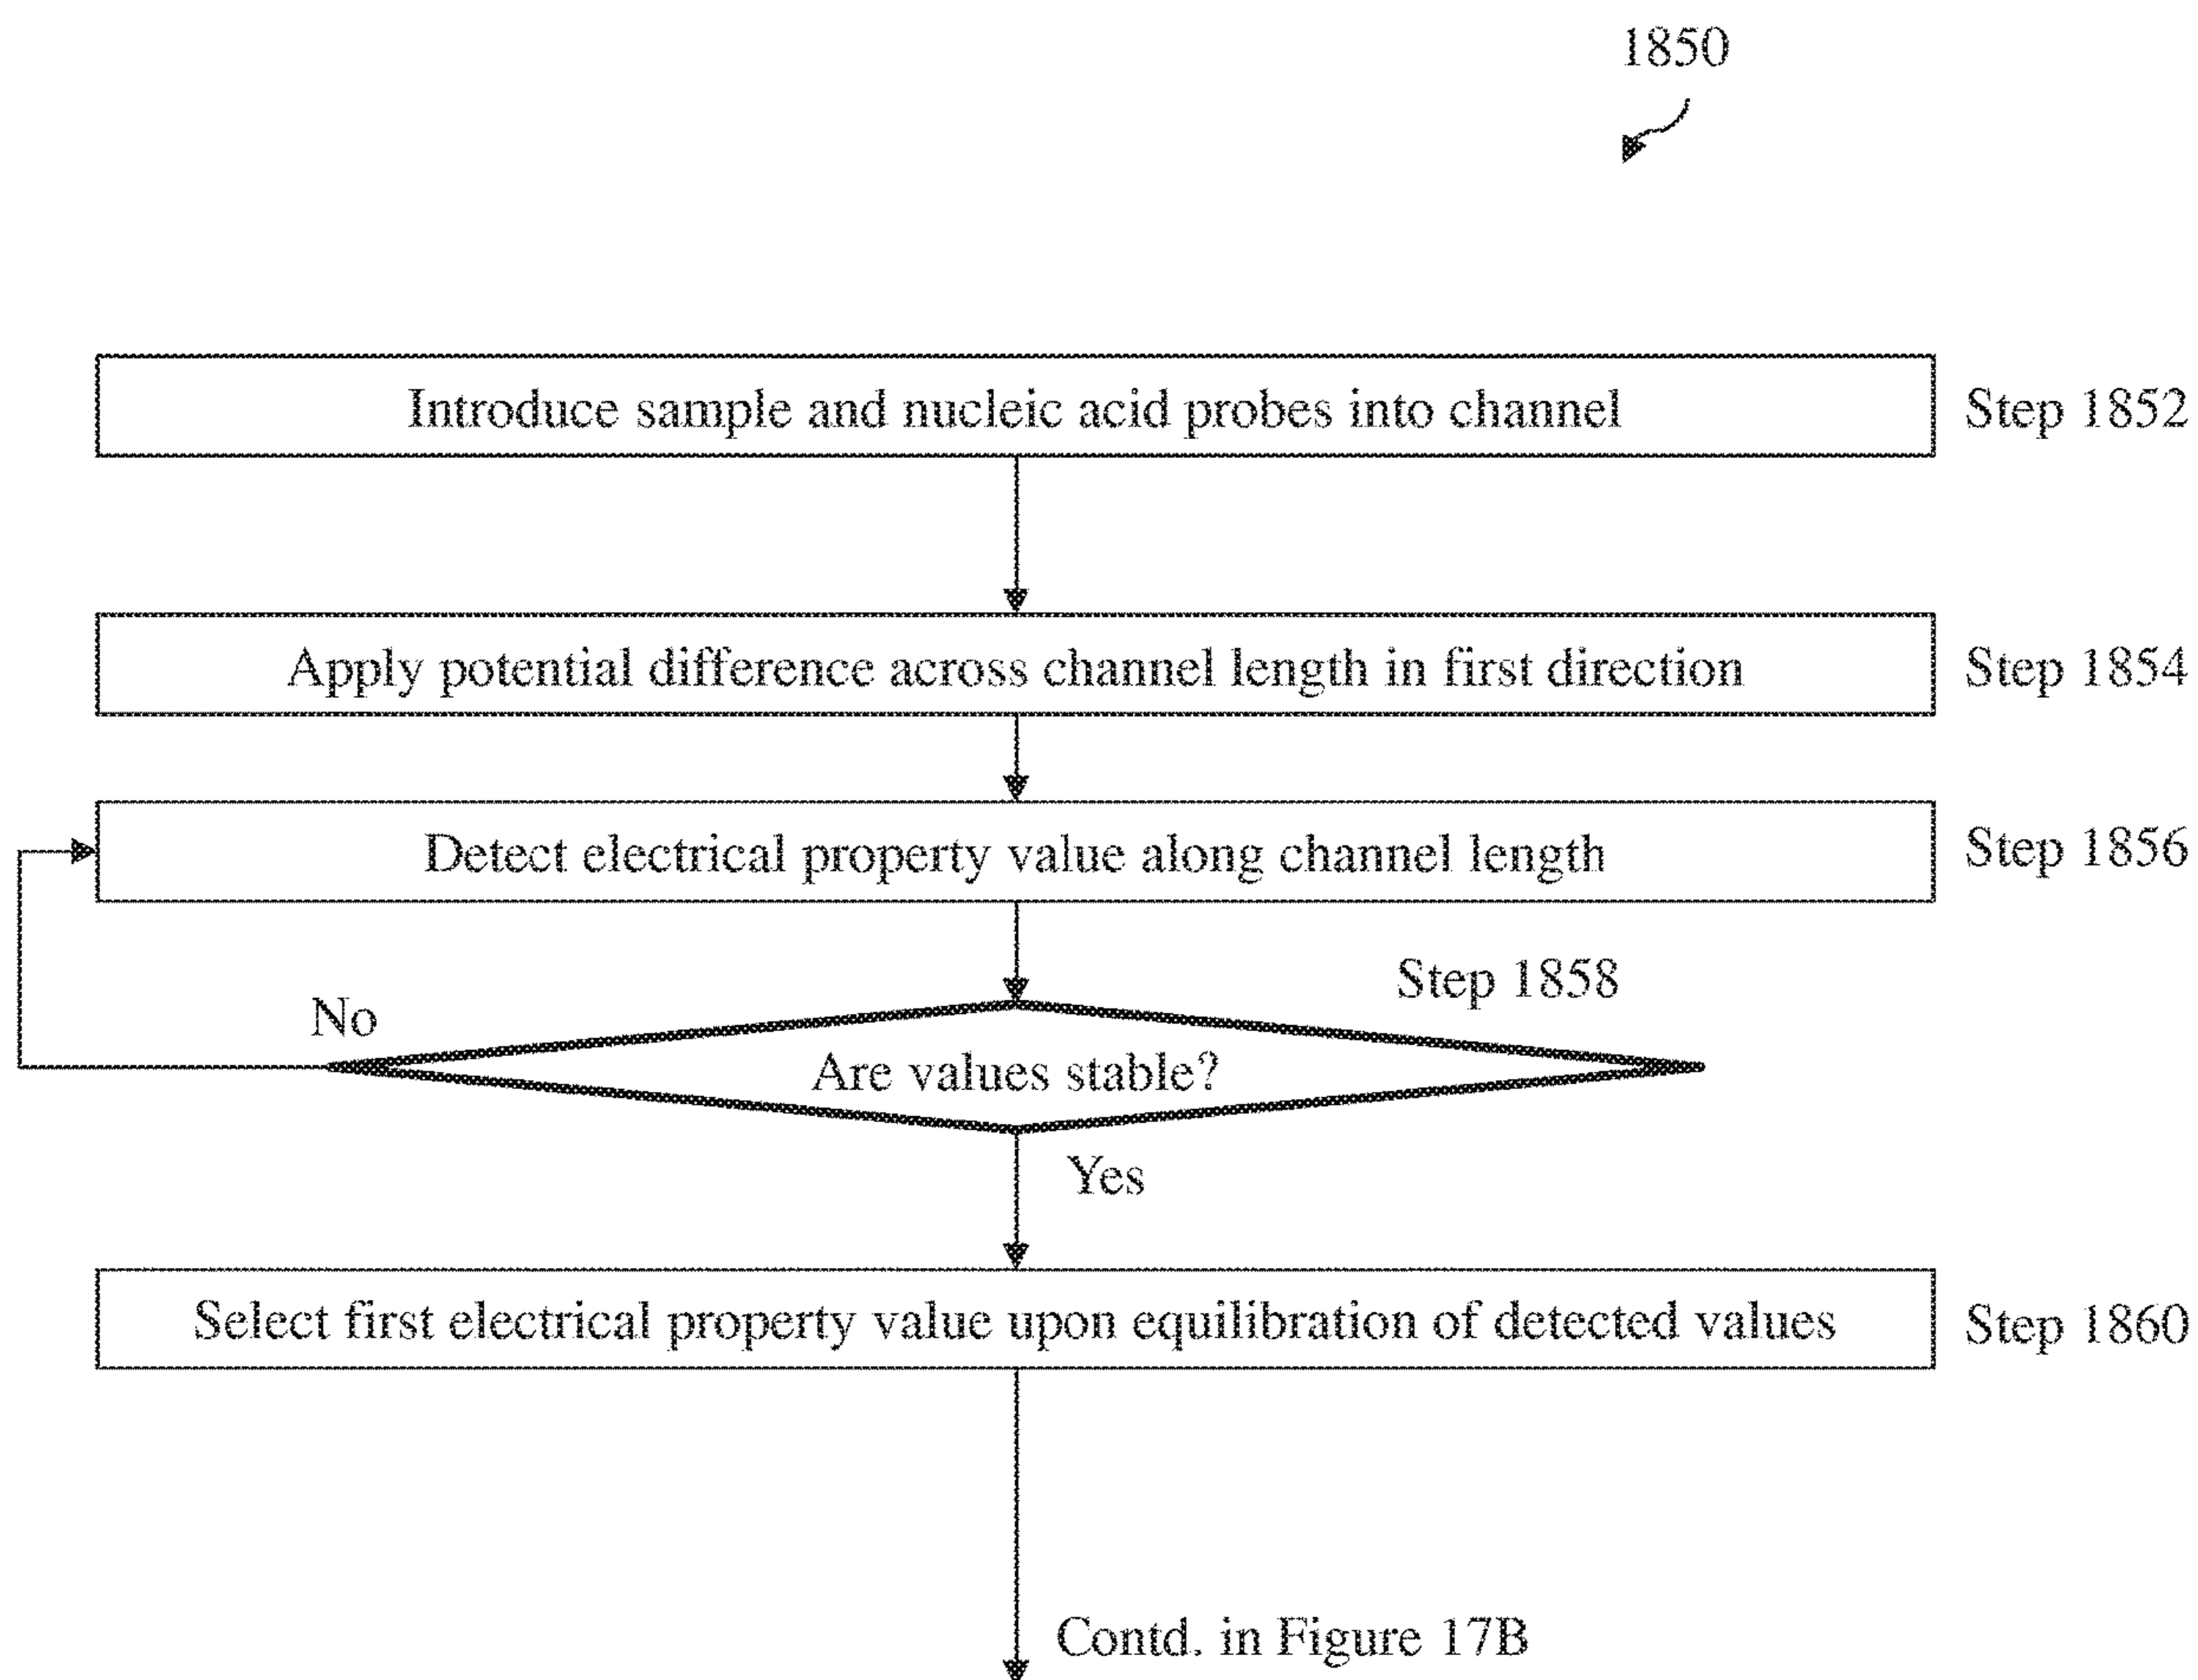 1850
Introduce sample and nucleic acid probes into channel Step 1852
Apply potential difference across channel length in first direction Step 1854
Detect electrical property value along channel length Step 1856
Step 1858
No
Are values stable?
Yes
Select first electrical property value upon equilibration of detected values Step 1860
Contd. in Figure 17B